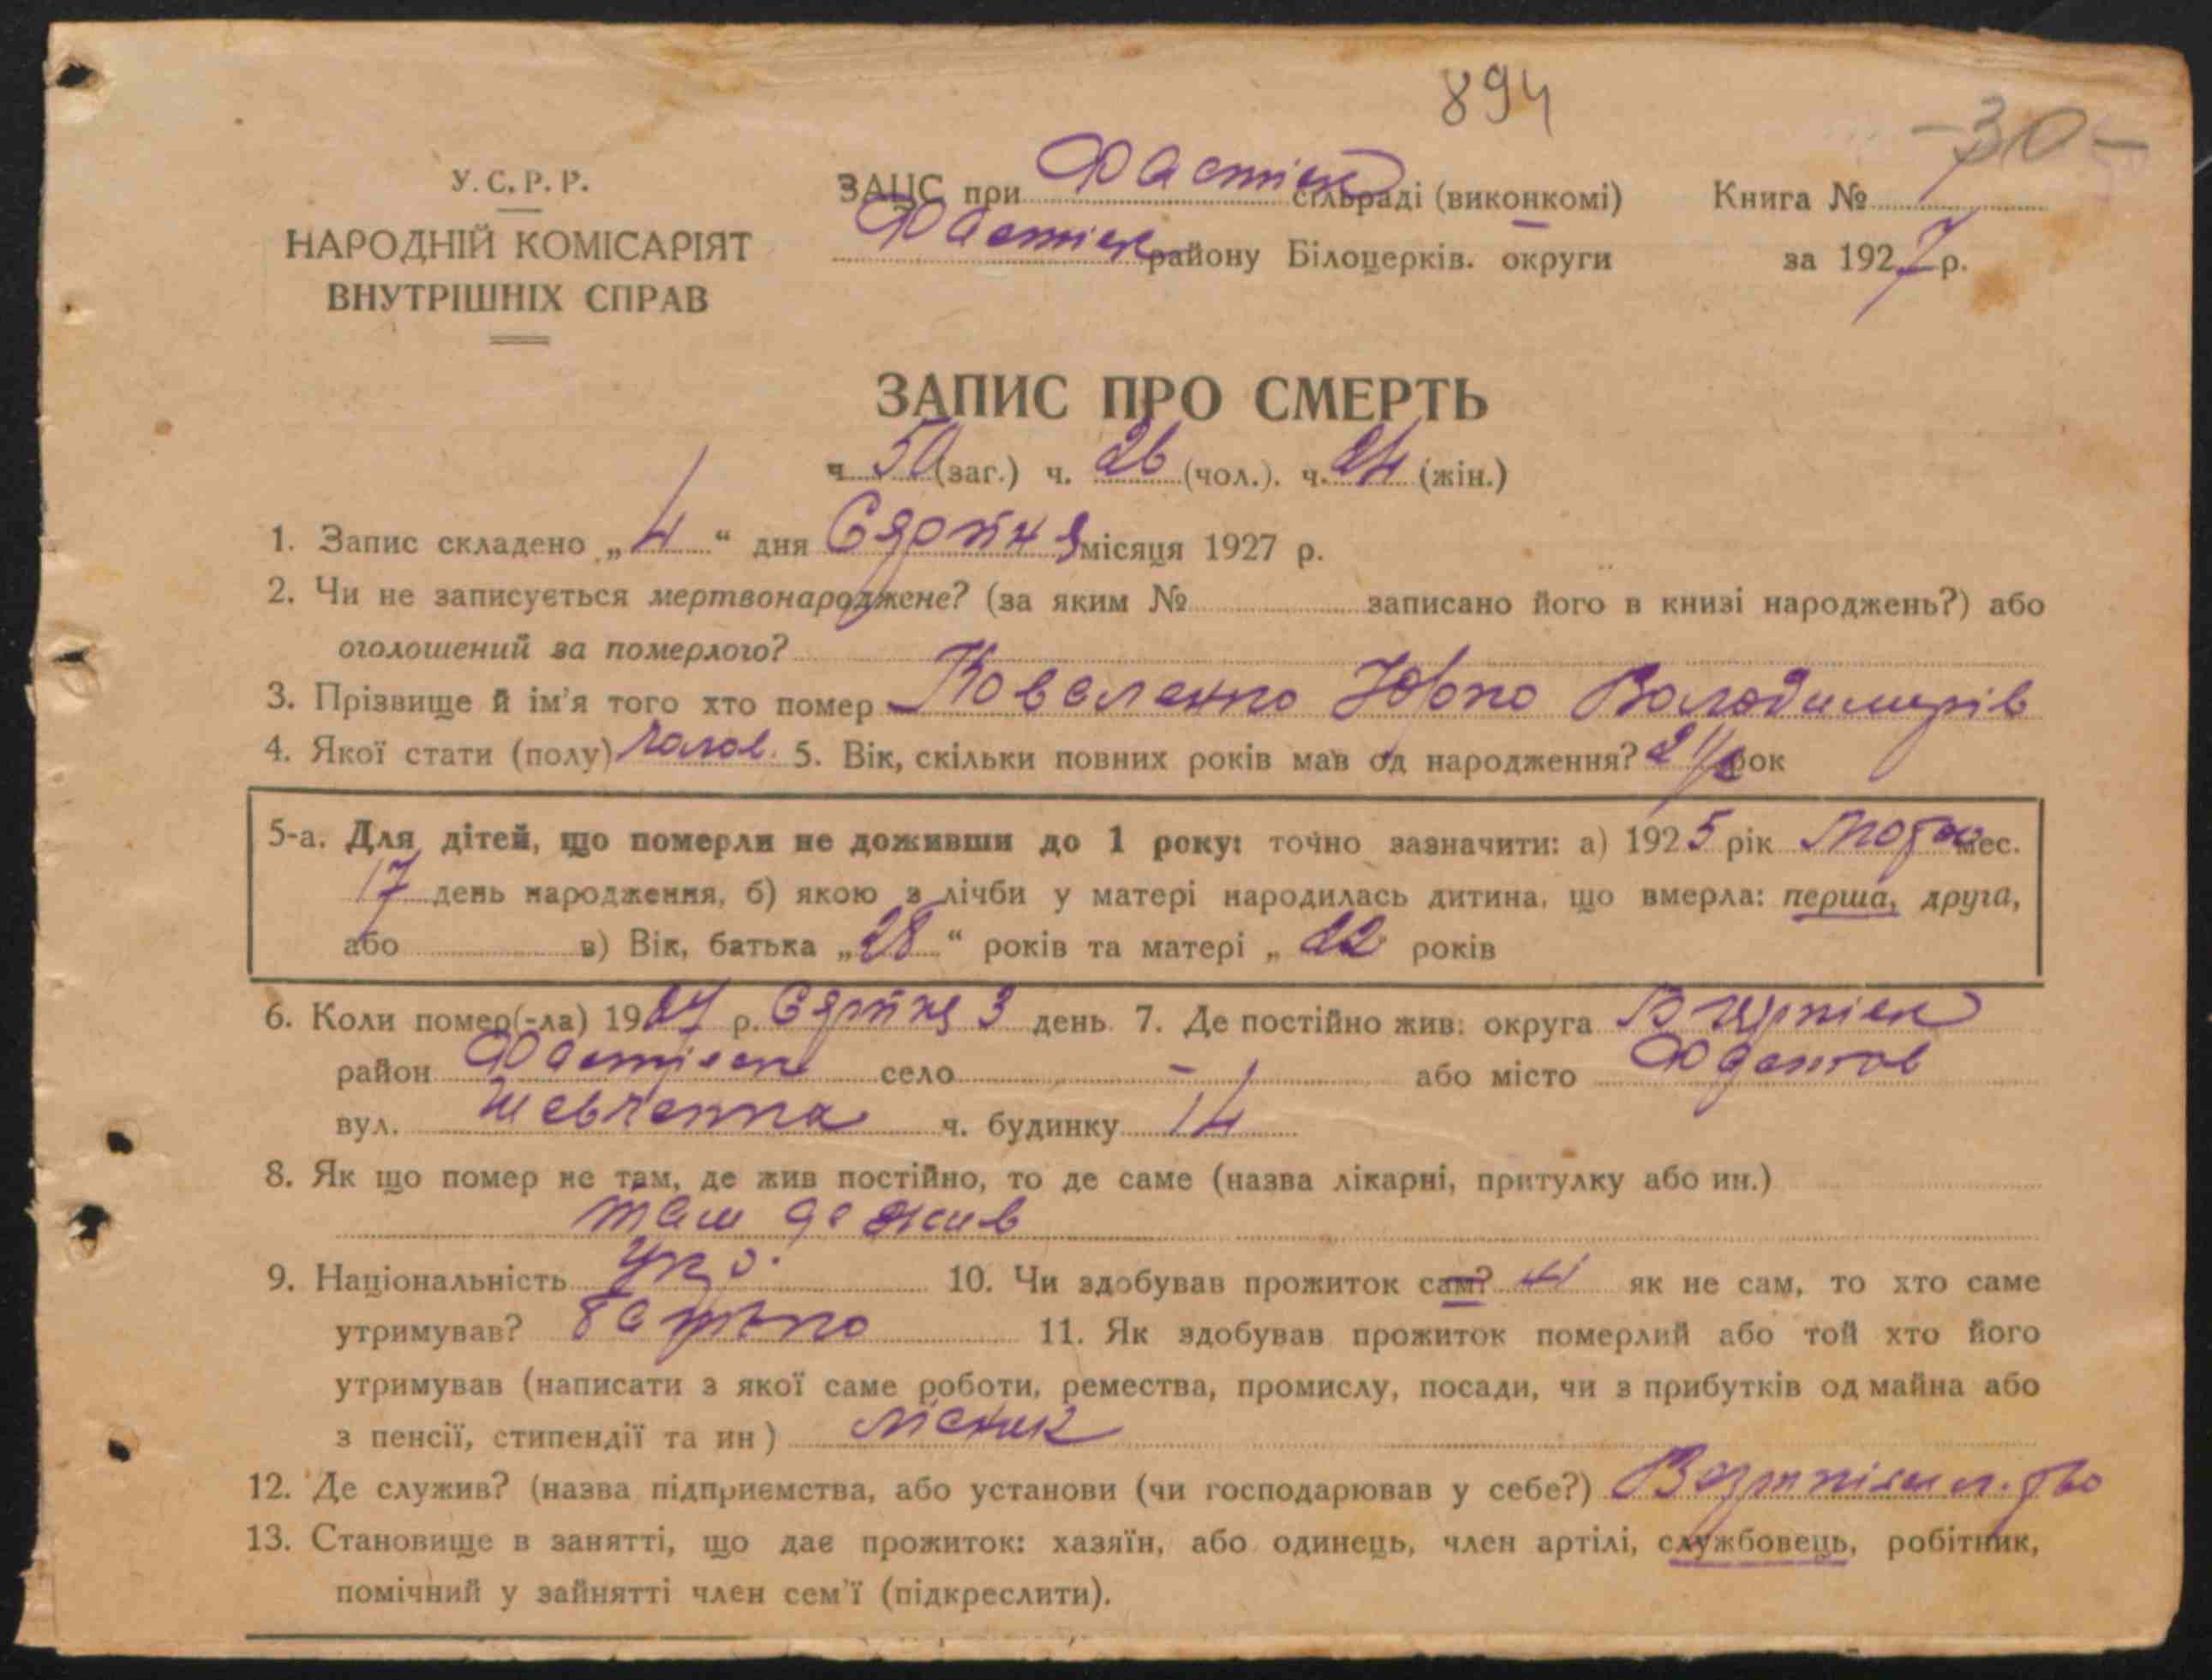 894
-30-
У. С. Р. Р.
НАРОДНІЙ КОМІСАРІЯТ
ВНУТРІШНІХ СПРАВ
ЗАЦС при Фастівск сільраді (виконкомі)
Фастівск району Білоцерків. округи
Книга №
за 1927 р.
ЗАПИС ПРО СМЕРТЬ
ч 50 (заг.) ч. 26 (чол.). ч. 24 (жін.)
1. Запис складено „4“ дня Серпня місяця 1927 р.
2. Чи не записується мертвонароджене? (за яким № записано його в книзі народжень?) або
оголошений за померлого?
3. Прізвище й ім'я того хто помер Коваленко Юрко Володимирів
4. Якої стати (полу) Чолов. 5. Вік, скільки повних років мав од народження? 2 1/2 рок
5-а. Для дітей, що померли не доживши до 1 року: точно зазначити: а) 1925 рік мес.
17 день народження, б) якою з лічби у матері народилась дитина, що вмерла: перша, друга,
або в) Вік, батька „28“ років та матері „ 22 років
6. Коли помер(-ла) 1927 р. Серпня 3 день 7. Де постійно жив: округа
район Фастівськ село - або місто Фастов
вул. Шевченка ч. будинку 14
8. Як що помер не там, де жив постійно, то де саме (назва лікарні, притулку або ин.)
там де жив
9. Національність Укр. 10. Чи здобував прожиток сам? ні як не сам, то хто саме
утримував? батько 11. Як здобував прожиток померлий або той хто його
утримував (написати з якої саме роботи, ремества, промислу, посади, чи з прибутків од майна або
з пенсії, стипендії та ин ) лісник
12. Де служив? (назва підприємства, або установи (чи господарював у себе?)
13. Становище в занятті, що дає прожиток: хазяїн, або одинець, член артілі, службовець, робітник,
помічний у зайнятті член сем'ї (підкреслити).